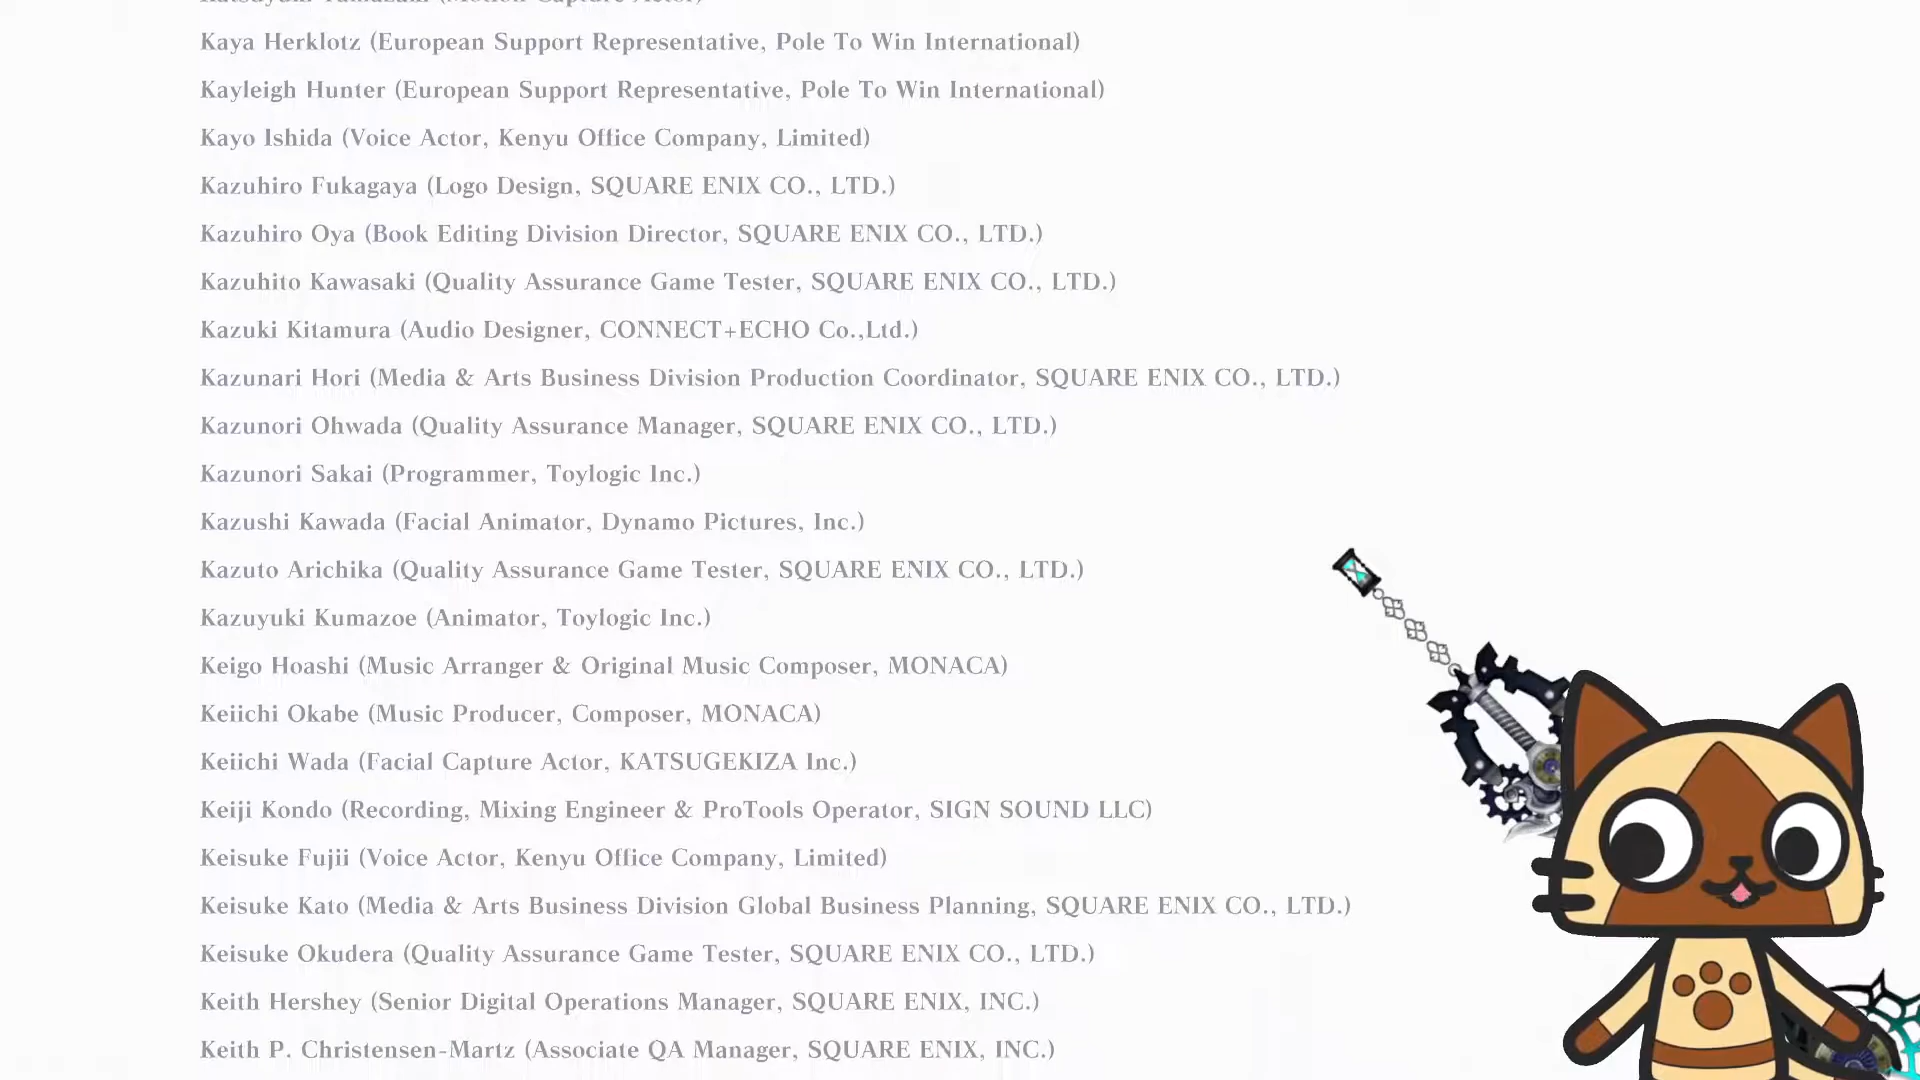 Katsuyuki Yamazaki (Motion Capture Actor)
Kaya Herklotz (European Support Representative, Pole To Win International)
Kayleigh Hunter (European Support Representative, Pole To Win International)
Kayo Ishida (Voice Actor, Kenyu Office Company, Limited)
Kazuhiro Fukagaya (Logo Design, SQUARE ENIX CO., LTD.)
Kazuhiro Oya (Book Editing Division Director, SQUARE ENIX CO., LTD.)
Kazuhito Kawasaki (Quality Assurance Game Tester, SQUARE ENIX CO., LTD.)
Kazuki Kitamura (Audio Designer, CONNECT+ECHO Co.,Ltd.)
Kazunari Hori (Media & Arts Business Division Production Coordinator, SQUARE ENIX CO., LTD.)
Kazunori Ohwada (Quality Assurance Manager, SQUARE ENIX CO., LTD.)
Kazunori Sakai (Programmer, Toylogic Inc.)
Kazushi Kawada (Facial Animator, Dynamo Pictures, Inc.)
Kazuto Arichika (Quality Assurance Game Tester, SQUARE ENIX CO., LTD.)
Kazuyuki Kumazoe (Animator, Toylogic Inc.)
Keigo Hoashi (Music Arranger & Original Music Composer, MONACA)
Keiichi Okabe (Music Producer, Composer, MONACA)
Keiichi Wada (Facial Capture Actor, KATSUGEKIZA Inc.)
Keiji Kondo (Recording, Mixing Engineer & ProTools Operator, SIGN SOUND LLC)
Keisuke Fujii (Voice Actor, Kenyu Office Company, Limited)
Keisuke Kato (Media & Arts Business Division Global Business Planning, SQUARE ENIX CO., LTD.)
Keisuke Okudera (Quality Assurance Game Tester, SQUARE ENIX CO., LTD.)
Keith Hershey (Senior Digital Operations Manager, SQUARE ENIX, INC.)
Keith P. Christensen-Martz (Associate QA Manager, SQUARE ENIX, INC.)